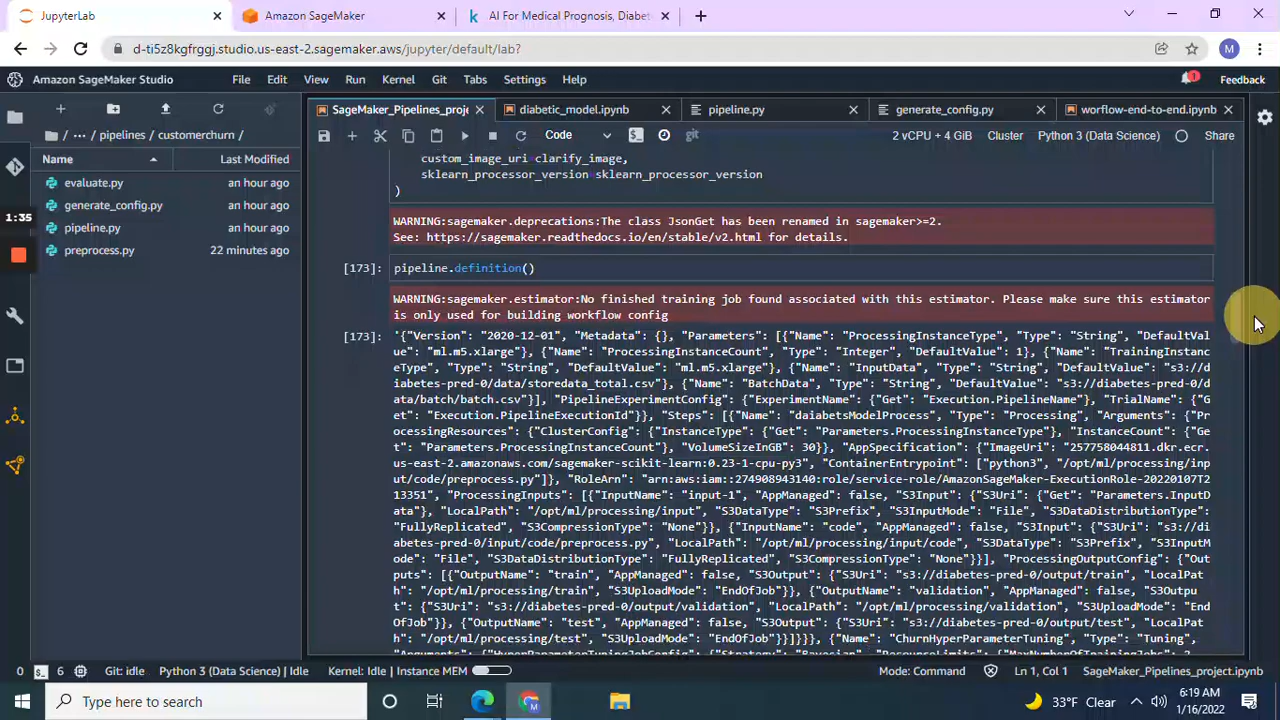 JupyterLab
Amazon SageMaker
AI For Medical Prognosis, Diabet
d-ti5z8kgfrggj.studio.us-east-2.sagemaker.aws/jupyter/default/lab?
M
Amazon SageMaker Studio
File Edit View Run Kernel Git Tabs Settings Help
1
Feedback
SageMaker_Pipelines_proje
diabetic_model.ipynb
pipeline.py
generate_config.py
worflow-end-to-end.ipynb
Code
git
2 vCPU + 4 GiB
Cluster
Python 3 (Data Science)
Share
/ ··· / pipelines / customerchurn /
Name Last Modified
evaluate.py an hour ago
generate_config.py an hour ago
pipeline.py an hour ago
preprocess.py 22 minutes ago
1:35
custom_image_uri=clarify_image,
sklearn_processor_version=sklearn_processor_version
)
WARNING:sagemaker.deprecations:The class JsonGet has been renamed in sagemaker>=2.
See: https://sagemaker.readthedocs.io/en/stable/v2.html for details.
[173]: pipeline.definition()
WARNING:sagemaker.estimator:No finished training job found associated with this estimator. Please make sure this estimator
is only used for building workflow config
[173]: '{"Version": "2020-12-01", "Metadata": {}, "Parameters": [{"Name": "ProcessingInstanceType", "Type": "String", "DefaultVal
ue": "ml.m5.xlarge"}, {"Name": "ProcessingInstanceCount", "Type": "Integer", "DefaultValue": 1}, {"Name": "TrainingInstanc
eType", "Type": "String", "DefaultValue": "ml.m5.xlarge"}, {"Name": "InputData", "Type": "String", "DefaultValue": "s3://d
iabetes-pred-0/data/storedata_total.csv"}, {"Name": "BatchData", "Type": "String", "DefaultValue": "s3://diabetes-pred-0/d
ata/batch/batch.csv"}], "PipelineExperimentConfig": {"ExperimentName": {"Get": "Execution.PipelineName"}, "TrialName": {"G
et": "Execution.PipelineExecutionId"}}, "Steps": [{"Name": "daiabetsModelProcess", "Type": "Processing", "Arguments": {"Pr
ocessingResources": {"ClusterConfig": {"InstanceType": {"Get": "Parameters.ProcessingInstanceType"}, "InstanceCount": {"Ge
t": "Parameters.ProcessingInstanceCount"}, "VolumeSizeInGB": 30}}, "AppSpecification": {"ImageUri": "257758044811.dkr.ecr.
us-east-2.amazonaws.com/sagemaker-scikit-learn:0.23-1-cpu-py3", "ContainerEntrypoint": ["python3", "/opt/ml/processing/inp
ut/code/preprocess.py"]}, "RoleArn": "arn:aws:iam::274908943140:role/service-role/AmazonSageMaker-ExecutionRole-20220107T2
13351", "ProcessingInputs": [{"InputName": "input-1", "AppManaged": false, "S3Input": {"S3Uri": {"Get": "Parameters.InputD
ata"}, "LocalPath": "/opt/ml/processing/input", "S3DataType": "S3Prefix", "S3InputMode": "File", "S3DataDistributionType":
"FullyReplicated", "S3CompressionType": "None"}}, {"InputName": "code", "AppManaged": false, "S3Input": {"S3Uri": "s3://di
abetes-pred-0/input/code/preprocess.py", "LocalPath": "/opt/ml/processing/input/code", "S3DataType": "S3Prefix", "S3InputM
ode": "File", "S3DataDistributionType": "FullyReplicated", "S3CompressionType": "None"}}], "ProcessingOutputConfig": {"Out
puts": [{"OutputName": "train", "AppManaged": false, "S3Output": {"S3Uri": "s3://diabetes-pred-0/output/train", "LocalPat
h": "/opt/ml/processing/train", "S3UploadMode": "EndOfJob"}}, {"OutputName": "validation", "AppManaged": false, "S3Outpu
t": {"S3Uri": "s3://diabetes-pred-0/output/validation", "LocalPath": "/opt/ml/processing/validation", "S3UploadMode": "End
OfJob"}}, {"OutputName": "test", "AppManaged": false, "S3Output": {"S3Uri": "s3://diabetes-pred-0/output/test", "LocalPat
h": "/opt/ml/processing/test", "S3UploadMode": "EndOfJob"}}]}}}, {"Name": "ChurnHyperParameterTuning", "Type": "Tuning",
"Arguments": {"HyperParameterTuningJobConfig": {"Strategy": "Bayesian", "ResourceLimits": {"MaxNumberOfTrainingJobs": 2,
0 6 Git: idle Python 3 (Data Science) | Idle Kernel: Idle | Instance MEM
Mode: Command Ln 1, Col 1 SageMaker_Pipelines_project.ipynb
Type here to search
33°F Clear
6:19 AM
1/16/2022